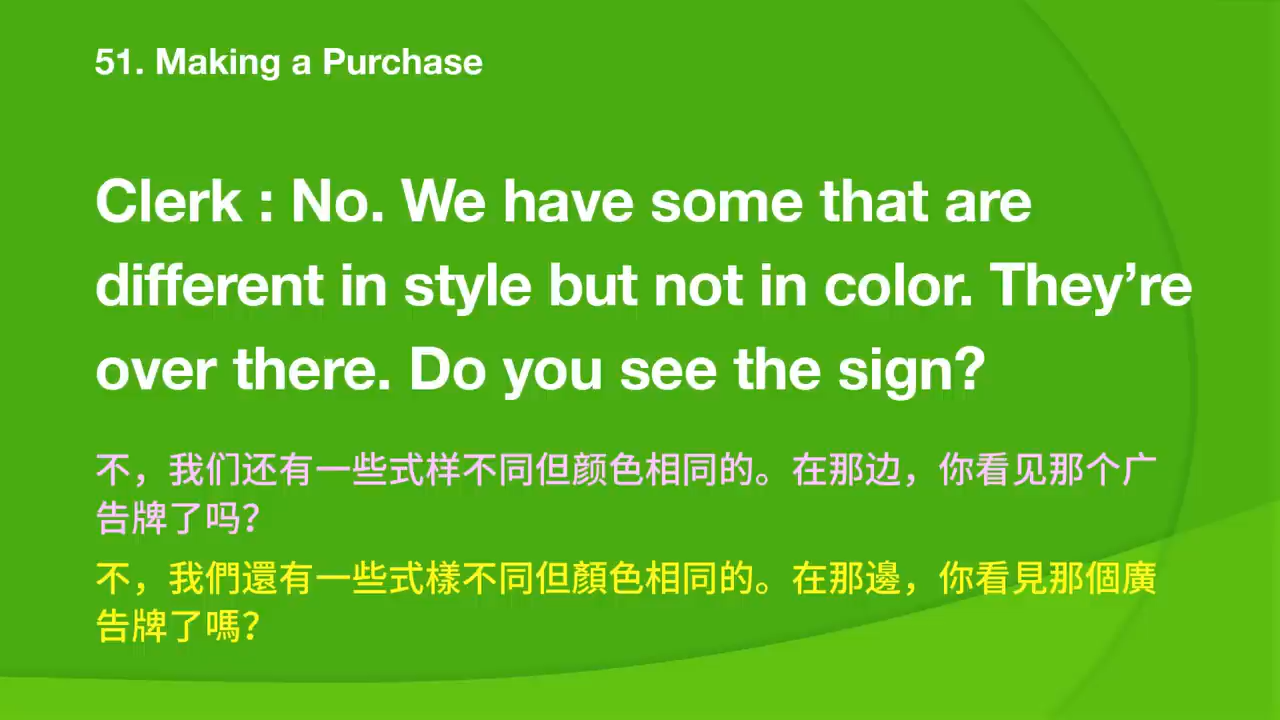 51. Making a Purchase
Clerk : No. We have some that are
different in style but not in color. They’re
over there. Do you see the sign?
不，我们还有一些式样不同但颜色相同的。在那边，你看见那个广
告牌了吗？
不，我們還有一些式樣不同但顏色相同的。在那邊，你看見那個廣
告牌了嗎？